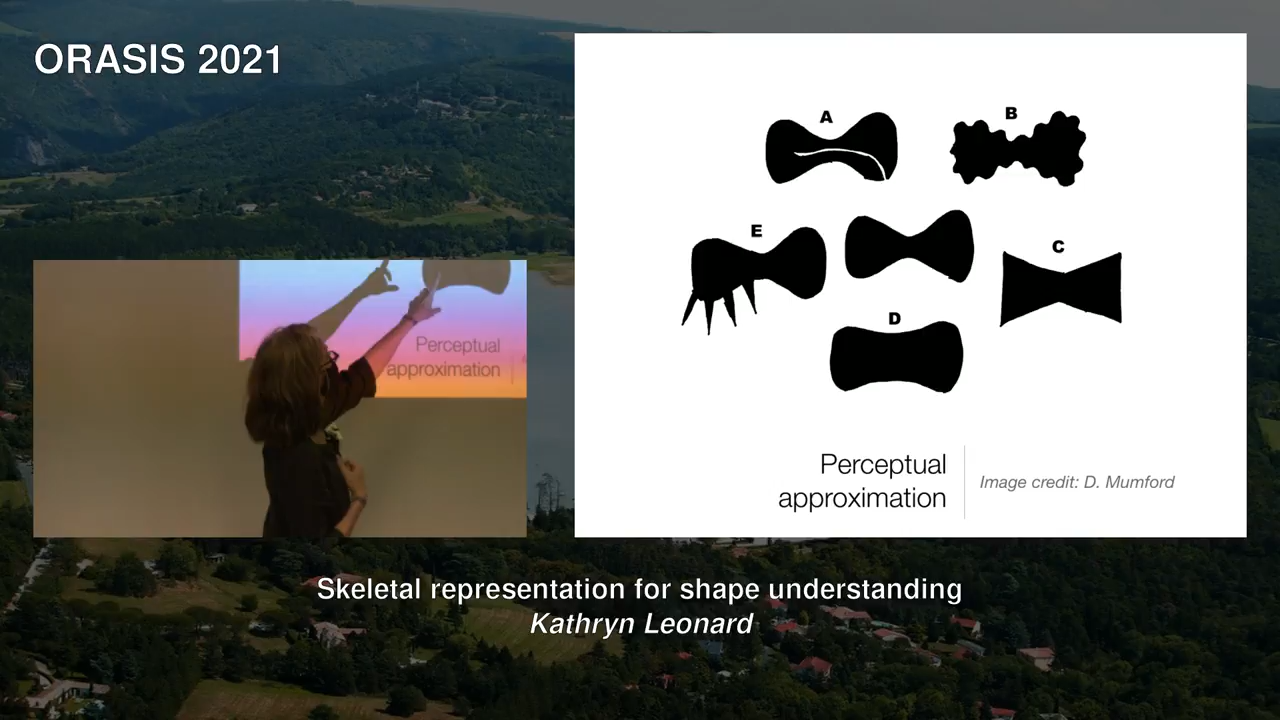 ORASIS 2021
A
B
E
C
D
Perceptual
approximation
Image credit: D. Mumford
Perceptual
approximation
Skeletal representation for shape understanding
Kathryn Leonard